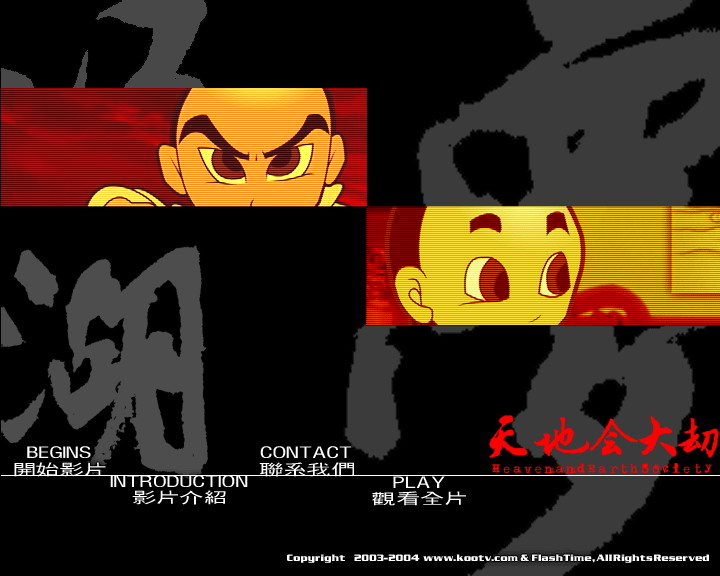 湖
天地会大劫
HeavenandEarthSociety
BEGINS
開始影片
INTRODUCTION
影片介紹
CONTACT
聯系我們
PLAY
觀看全片
Copyright 2003-2004 www.kootv.com & FlashTime, AllRightsReserved